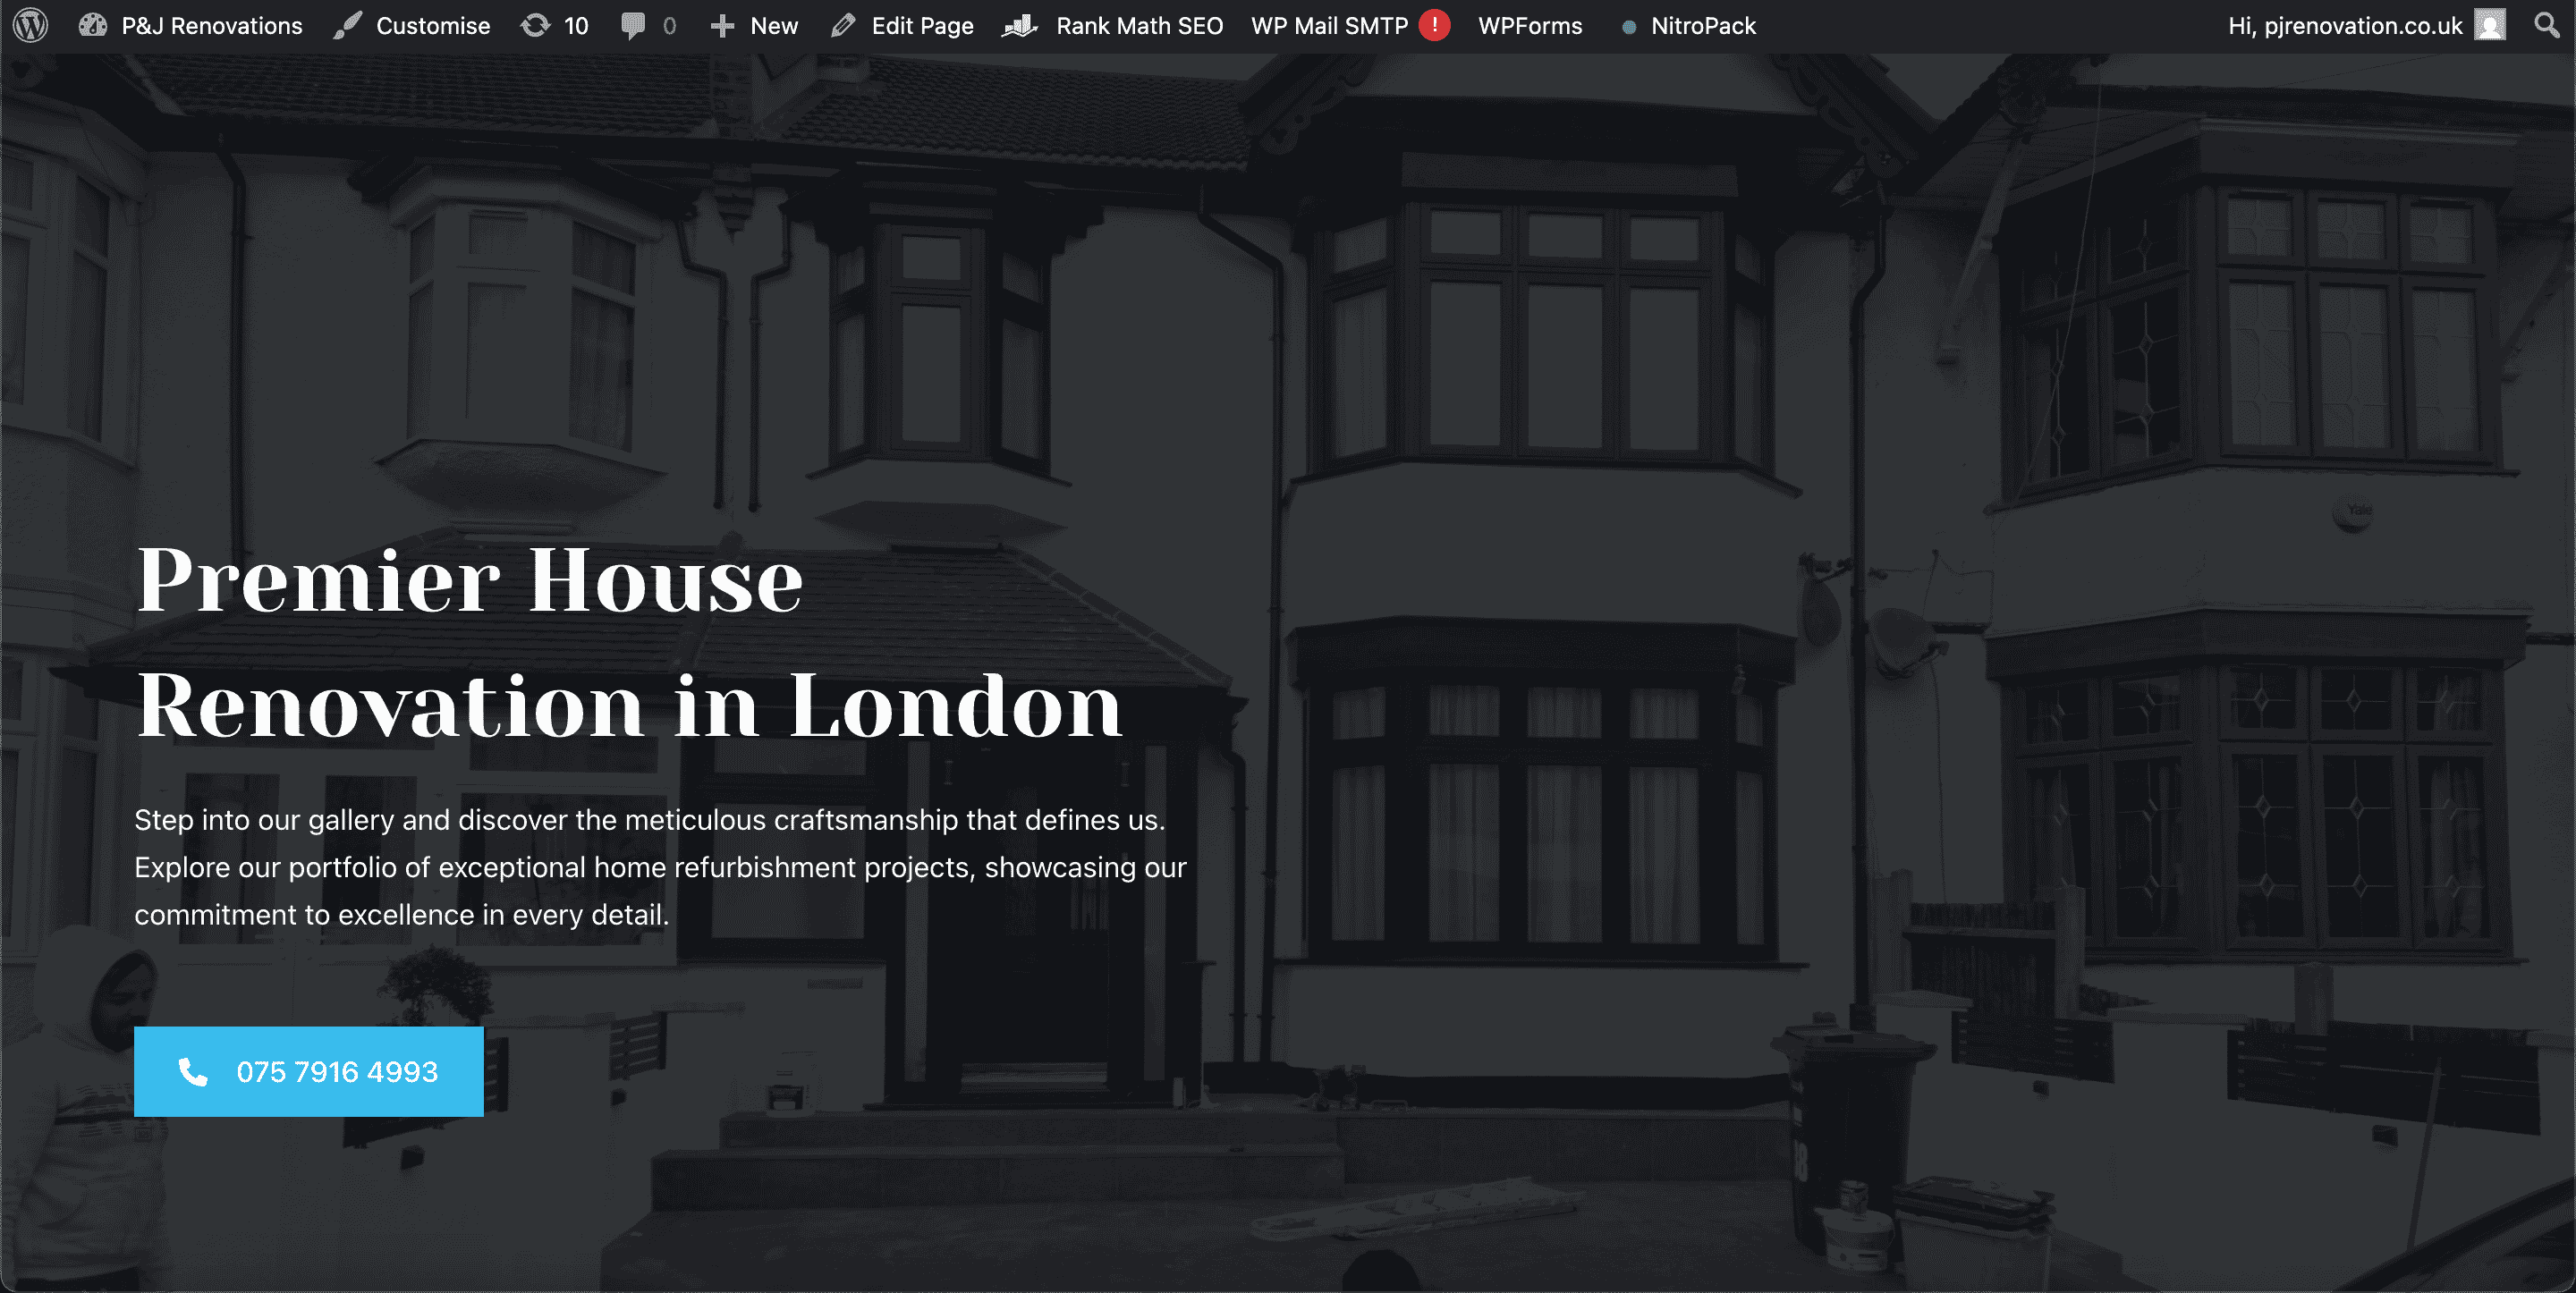 P&J Renovations Customise 10 0 New Edit Page Rank Math SEO WP Mail SMTP ! WPForms NitroPack Hi, pjrenovation.co.uk
Yale
Premier House
Renovation in London
Step into our gallery and discover the meticulous craftsmanship that defines us.
Explore our portfolio of exceptional home refurbishment projects, showcasing our
commitment to excellence in every detail.
075 7916 4993